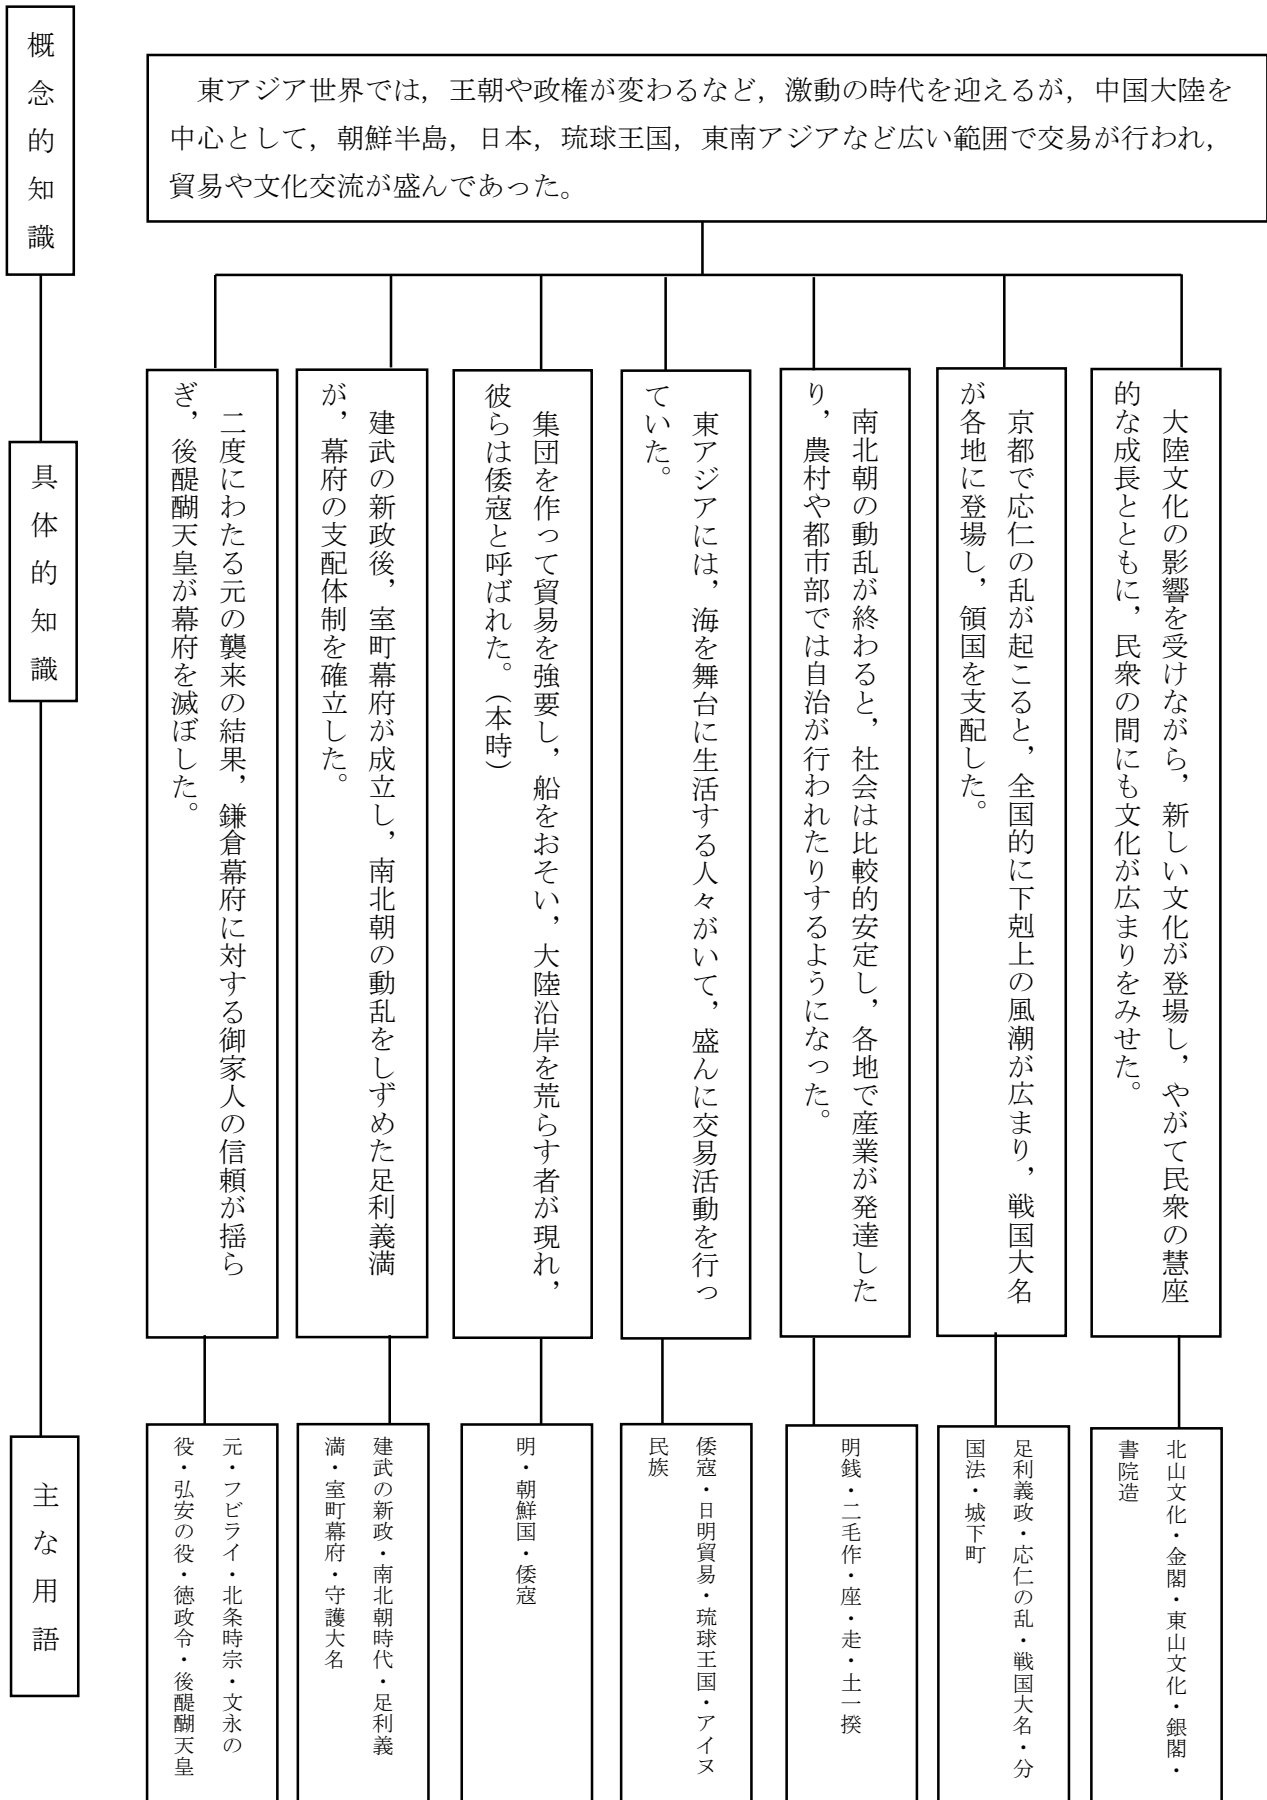 概念的知識
東アジア世界では，王朝や政権が変わるなど，激動の時代を迎えるが，中国大陸を
中心として，朝鮮半島，日本，琉球王国，東南アジアなど広い範囲で交易が行われ，
貿易や文化交流が盛んであった。
具体的知識
大陸文化の影響を受けながら，新しい文化が登場し，やがて民衆の慧座
的な成長とともに，民衆の間にも文化が広まりをみせた。
京都で応仁の乱が起こると，全国的に下剋上の風潮が広まり，戦国大名
が各地に登場し，領国を支配した。
南北朝の動乱が終わると，社会は比較的安定し，各地で産業が発達した
り，農村や都市部では自治が行われたりするようになった。
東アジアには，海を舞台に生活する人々がいて，盛んに交易活動を行っ
ていた。
集団を作って貿易を強要し，船をおそい，大陸沿岸を荒らす者が現れ，
彼らは倭寇と呼ばれた。（本時）
建武の新政後，室町幕府が成立し，南北朝の動乱をしずめた足利義満
が，幕府の支配体制を確立した。
二度にわたる元の襲来の結果，鎌倉幕府に対する御家人の信頼が揺ら
ぎ，後醍醐天皇が幕府を滅ぼした。
主な用語
北山文化・金閣・東山文化・銀閣・
書院造
足利義政・応仁の乱・戦国大名・分
国法・城下町
明銭・二毛作・座・走・土一揆
倭寇・日明貿易・琉球王国・アイヌ
民族
明・朝鮮国・倭寇
建武の新政・南北朝時代・足利義
満・室町幕府・守護大名
元・フビライ・北条時宗・文永の
役・弘安の役・徳政令・後醍醐天皇